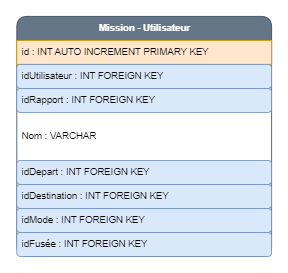 Mission - Utilisateur
id : INT AUTO INCREMENT PRIMARY KEY
idUtilisateur : INT FOREIGN KEY
idRapport : INT FOREIGN KEY
Nom : VARCHAR
idDepart : INT FOREIGN KEY
idDestination : INT FOREIGN KEY
idMode : INT FOREIGN KEY
idFusée : INT FOREIGN KEY